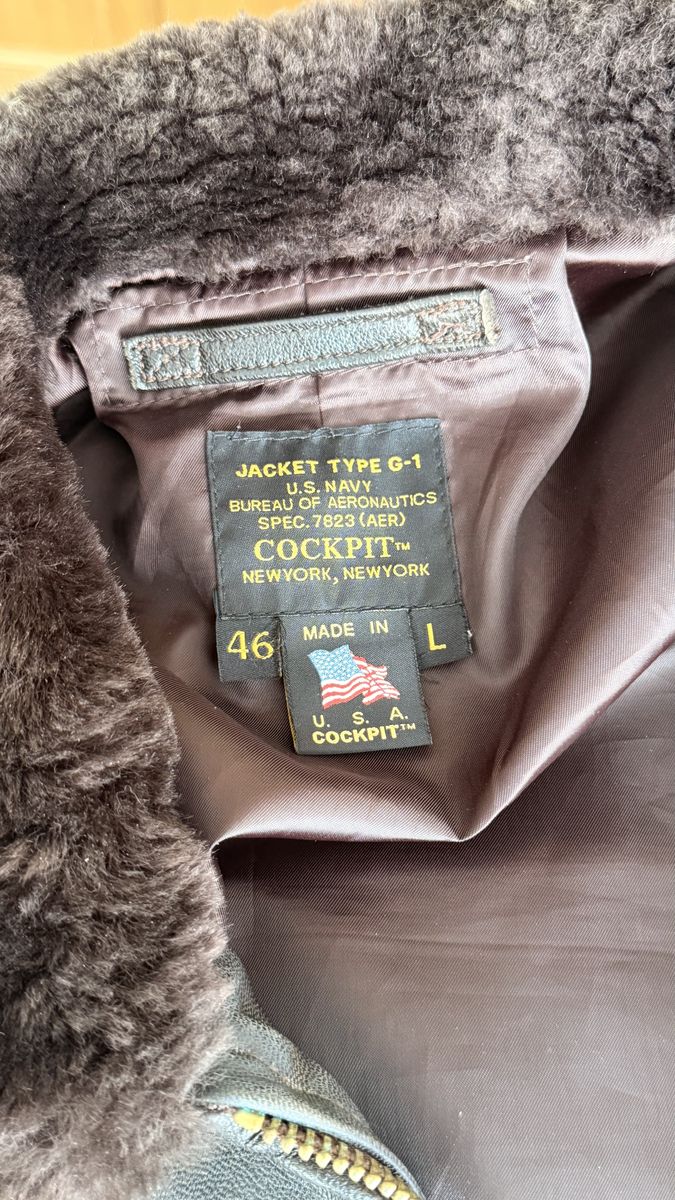 JACKET TYPE G-1
U.S. NAVY
BUREAU OF AERONAUTICS
SPEC. 7823 (AER)
COCKPIT™
NEWYORK, NEWYORK
46
MADE IN
L
U. S. A.
COCKPIT™